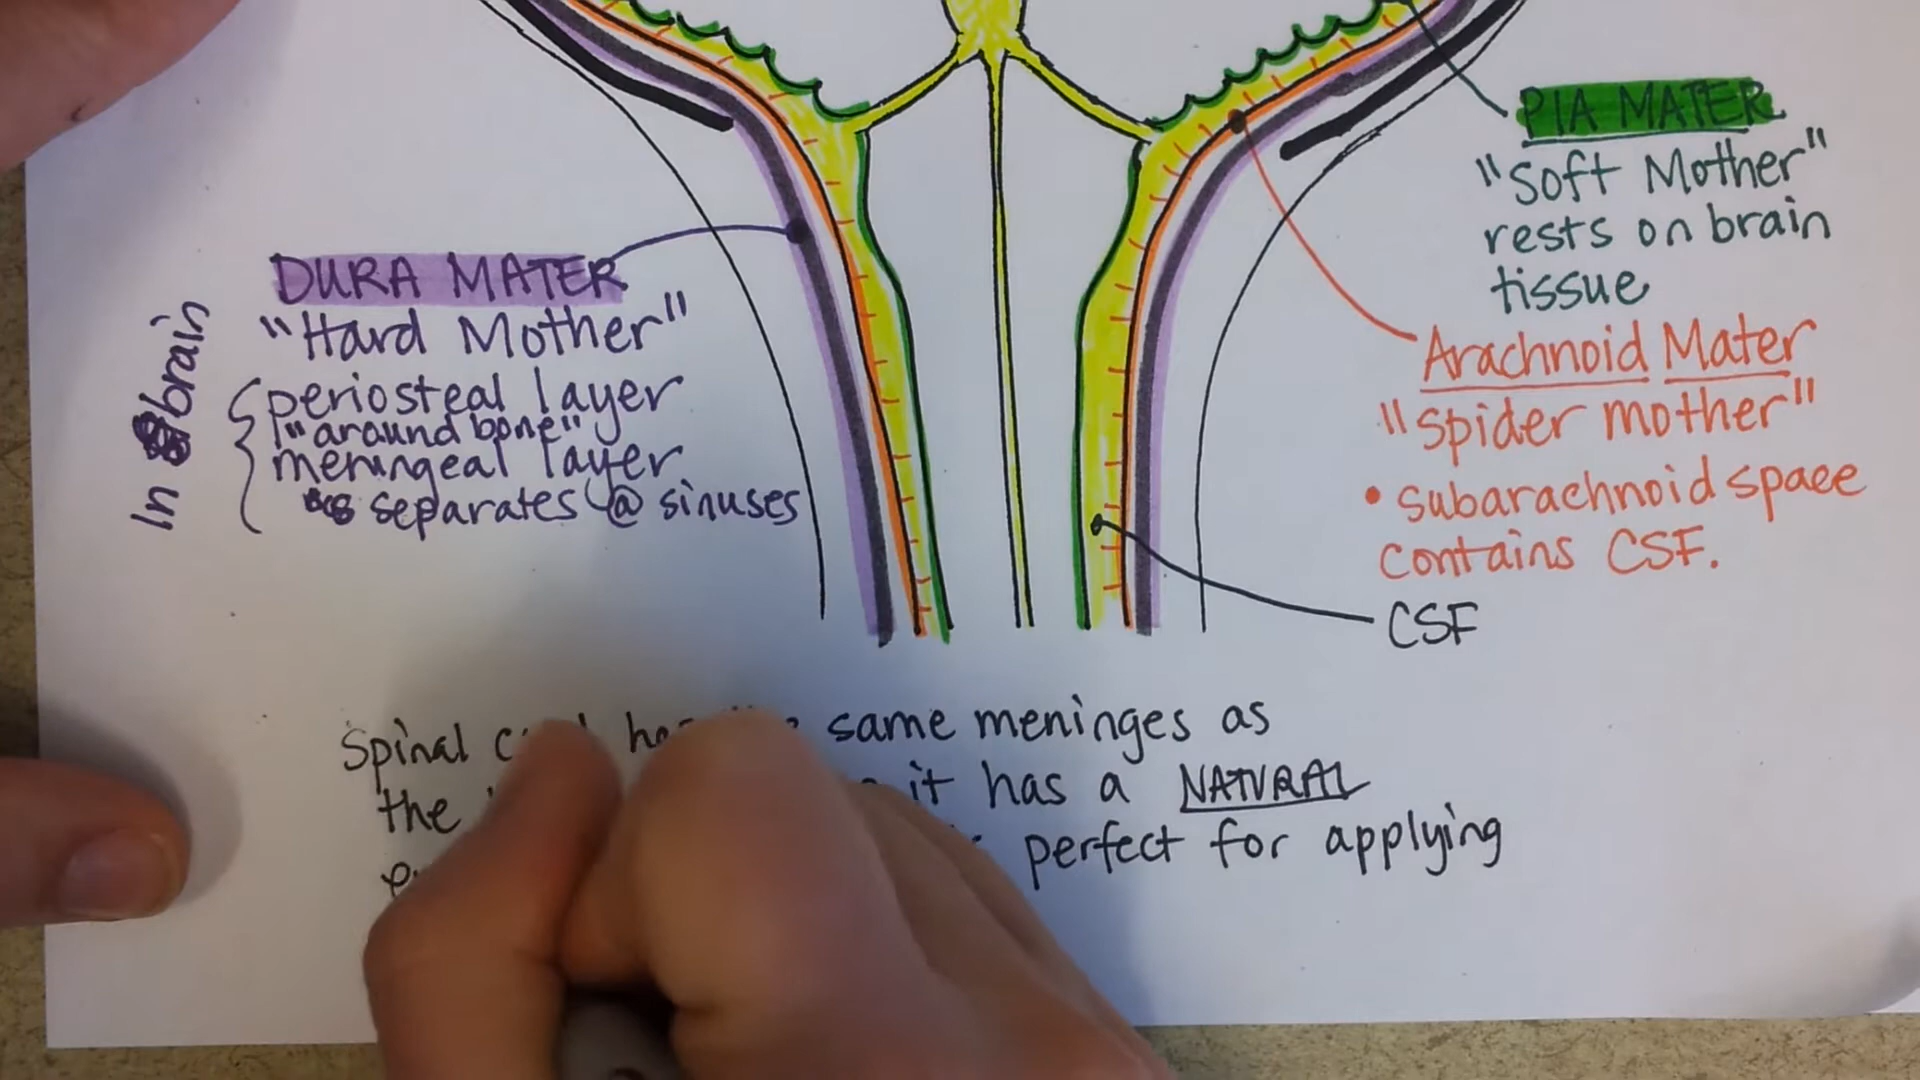 DURA MATER
"Hard Mother"
In brain
periosteal layer
"around bone"
meningeal layer
separates @ sinuses
PIA MATER
"Soft Mother"
rests on brain
tissue
Arachnoid Mater
"spider mother"
• subarachnoid space
contains CSF.
CSF
Spinal same meninges as
the it has a NATURAL
perfect for applying